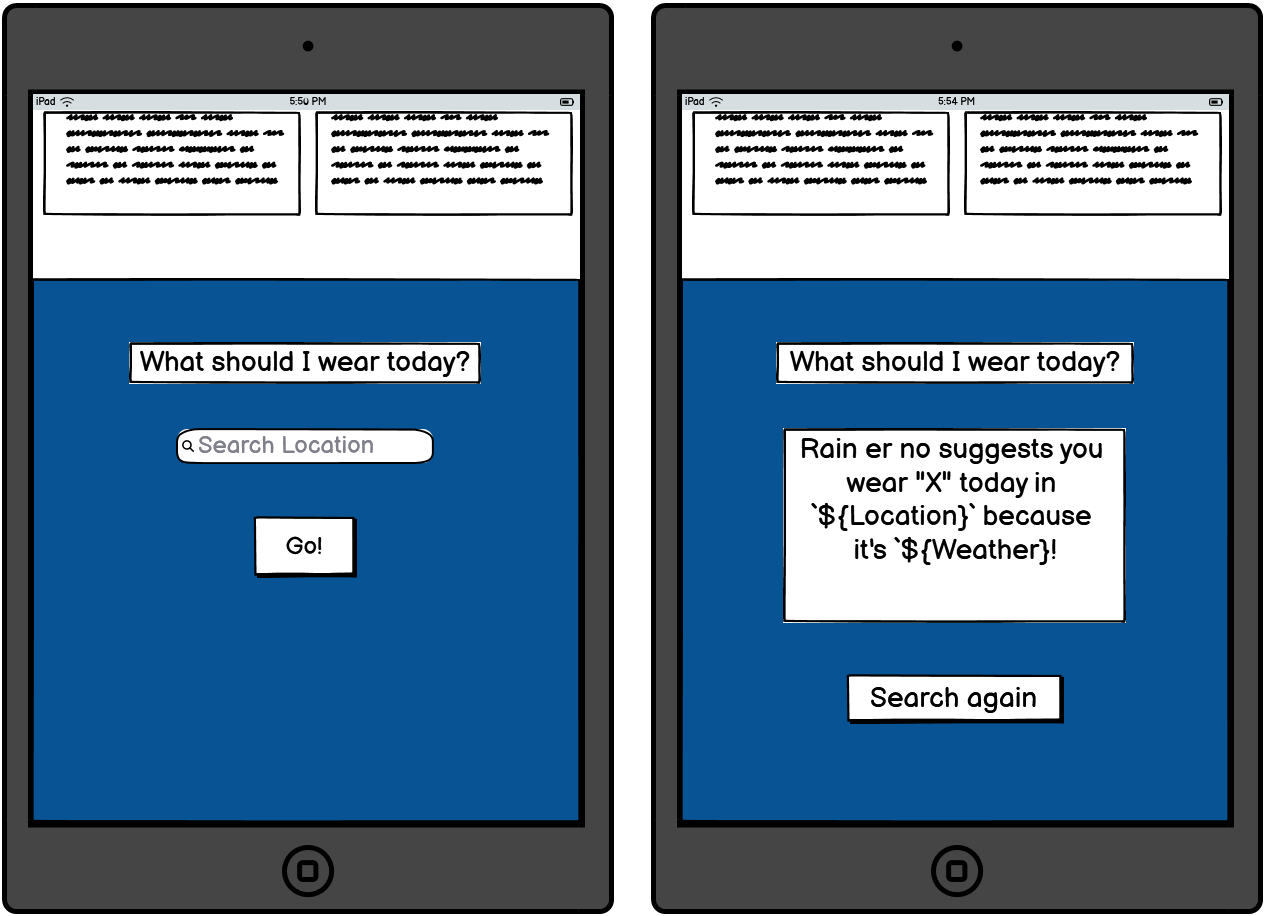 iPad 5:50 PM
What should I wear today?
Search Location
Go!
iPad 5:54 PM
What should I wear today?
Rain er no suggests you
wear "X" today in
`${Location}` because
it's `${Weather}!
Search again